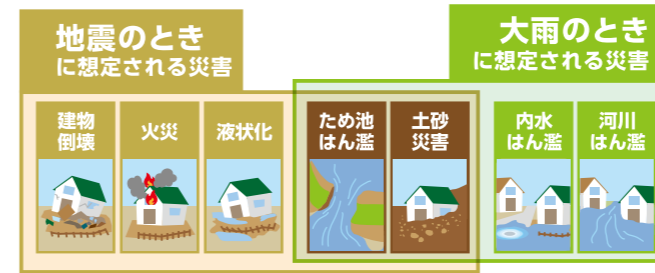 地震のとき
に想定される災害
大雨のとき
に想定される災害
建物
倒壊
火災
液状化
ため池
はん濫
土砂
災害
内水
はん濫
河川
はん濫